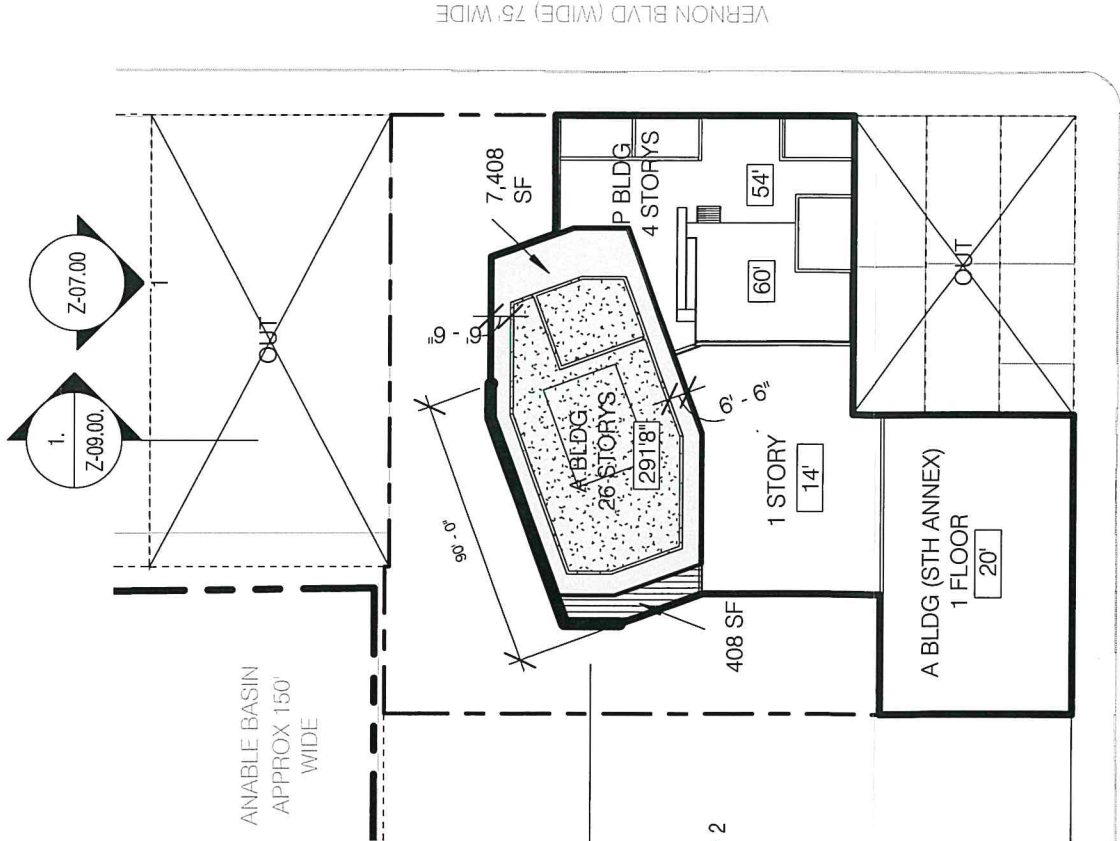 VERNON BLVD (WIDE) 75' WIDE
Z-07.00
1
1.
Z-09.00.
OUT
7,408
SF
P BLDG
4 STORYS
54'
60'
6' - 6"
A BLDG
26 STORYS
291'8"
6' - 6"
90' - 0"
OUT
1 STORY
14'
408 SF
A BLDG (STH ANNEX)
1 FLOOR
20'
ANABLE BASIN
APPROX 150'
WIDE
2